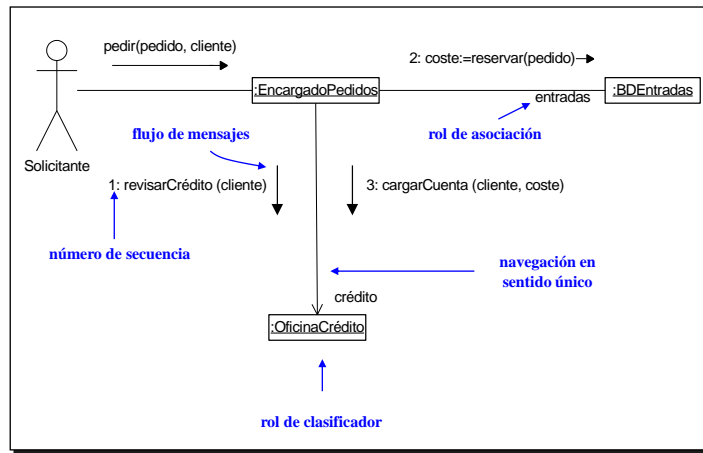 pedir(pedido, cliente)
2: coste:=reservar(pedido)
:EncargadoPedidos
:BDEntradas
entradas
flujo de mensajes
rol de asociación
Solicitante
1: revisarCrédito (cliente)
3: cargarCuenta (cliente, coste)
número de secuencia
navegación en
sentido único
crédito
:OficinaCrédito
rol de clasificador